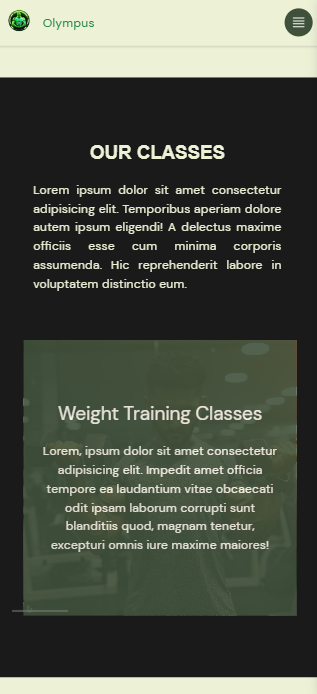 Olympus
OUR CLASSES
Lorem ipsum dolor sit amet consectetur
adipisicing elit. Temporibus aperiam dolore
autem ipsum eligendi! A delectus maxime
officiis esse cum minima corporis
assumenda. Hic reprehenderit labore in
voluptatem distinctio eum.
Weight Training Classes
Lorem, ipsum dolor sit amet consectetur
adipisicing elit. Impedit amet officia
tempore ea laudantium vitae obcaecati
odit ipsam laborum corrupti sunt
blanditiis quod, magnam tenetur,
excepturi omnis iure maxime maiores!